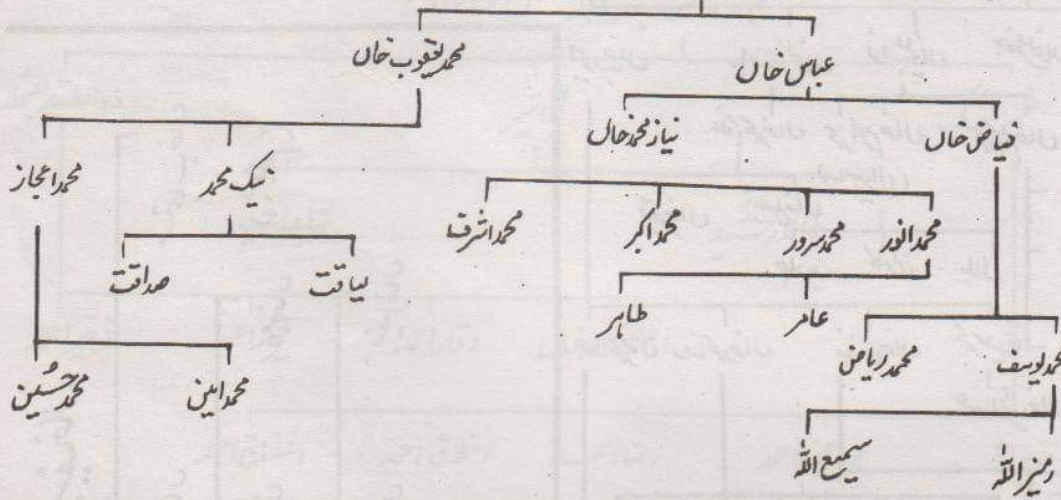 عباس خاں محمد یعقوب خاں
فیاض خاں نیاز محمد خاں
نیک محمد محمد اعجاز
محمد انور محمد سرور محمد اکبر محمد اشرف
لیاقت صداقت
عامر طاہر
محمد یوسف محمد ریاض
محمد امین محمد حسین
رمیز اللہ سمیع اللہ